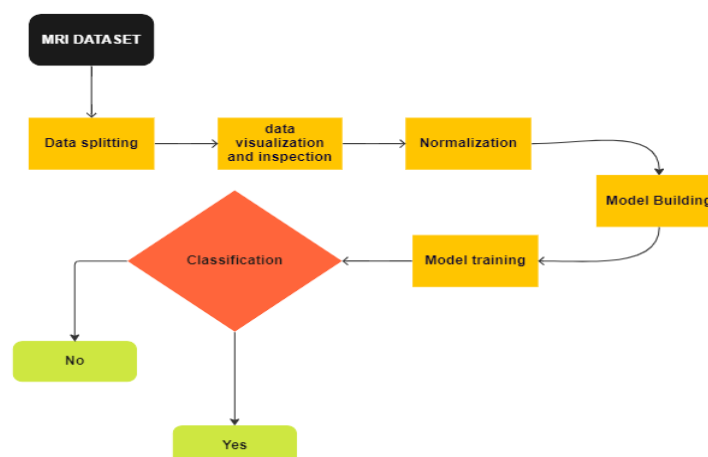 MRI DATASET
Data splitting
data
visualization
and inspection
Normalization
Model Building
Model training
Classification
No
Yes